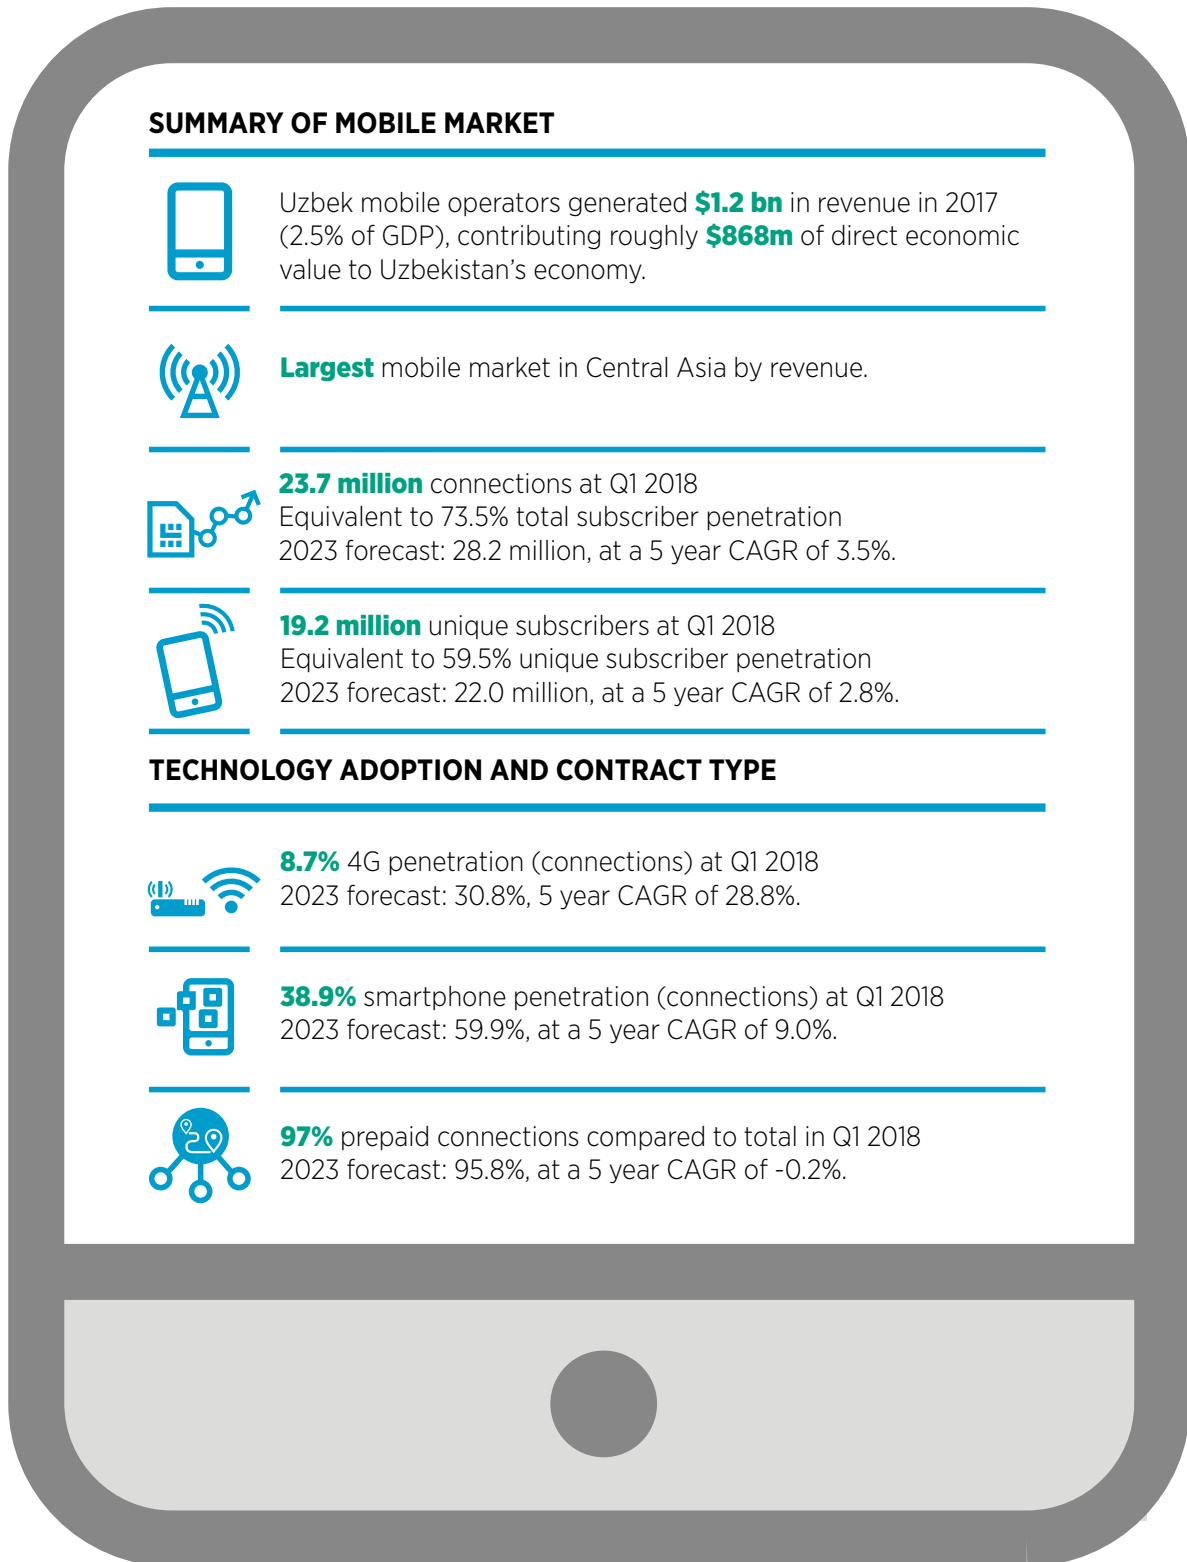 SUMMARY OF MOBILE MARKET
Uzbek mobile operators generated $1.2 bn in revenue in 2017
(2.5% of GDP), contributing roughly $868m of direct economic
value to Uzbekistan’s economy.
Largest mobile market in Central Asia by revenue.
23.7 million connections at Q1 2018
Equivalent to 73.5% total subscriber penetration
2023 forecast: 28.2 million, at a 5 year CAGR of 3.5%.
19.2 million unique subscribers at Q1 2018
Equivalent to 59.5% unique subscriber penetration
2023 forecast: 22.0 million, at a 5 year CAGR of 2.8%.
TECHNOLOGY ADOPTION AND CONTRACT TYPE
8.7% 4G penetration (connections) at Q1 2018
2023 forecast: 30.8%, 5 year CAGR of 28.8%.
38.9% smartphone penetration (connections) at Q1 2018
2023 forecast: 59.9%, at a 5 year CAGR of 9.0%.
97% prepaid connections compared to total in Q1 2018
2023 forecast: 95.8%, at a 5 year CAGR of -0.2%.